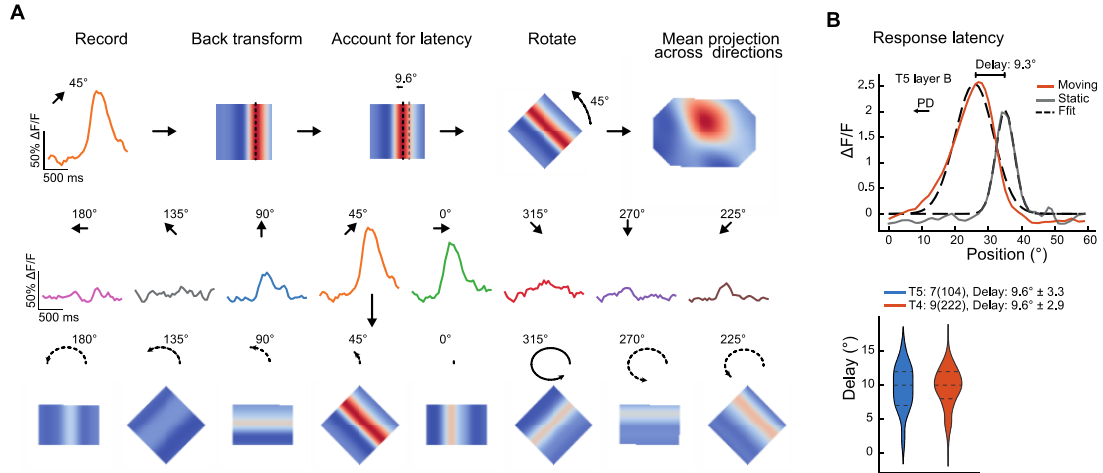 A
Record
Back transform
Account for latency
Rotate
Mean projection
across directions
45°
9.6°
45°
50% ΔF/F
500 ms
180°
135°
90°
45°
0°
315°
270°
225°
50% ΔF/F
500 ms
180°
135°
90°
45°
0°
315°
270°
225°
B
Response latency
Delay: 9.3°
T5 layer B
PD
Moving
Static
Ffit
ΔF/F
2.5
2
1.5
1
0.5
0
0
10
20
30
40
50
60
Position (°)
T5: 7(104), Delay: 9.6° ± 3.3
T4: 9(222), Delay: 9.6° ± 2.9
Delay (°)
15
10
5
0